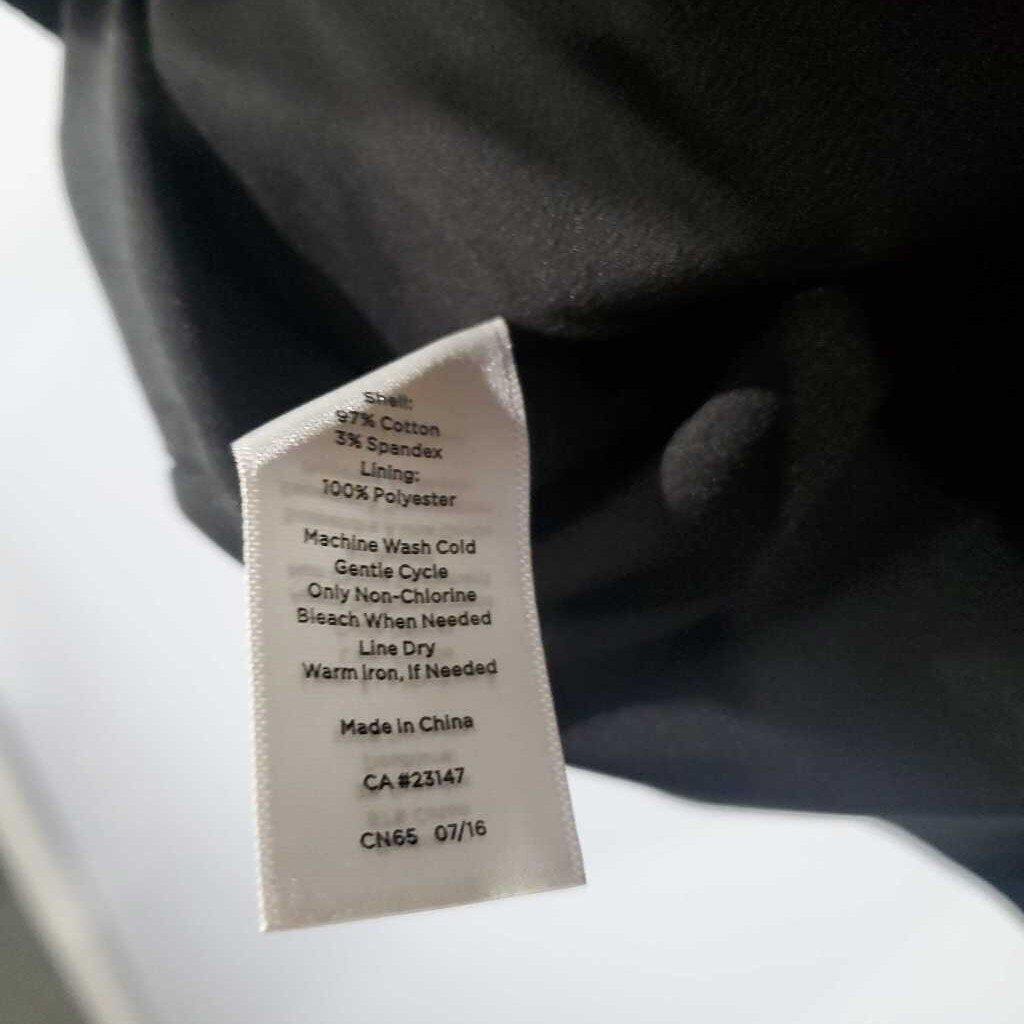 Shell:
97% Cotton
3% Spandex
Lining:
100% Polyester
Machine Wash Cold
Gentle Cycle
Only Non-Chlorine
Bleach When Needed
Line Dry
Warm Iron, If Needed
Made in China
CA #23147
CN65 07/16